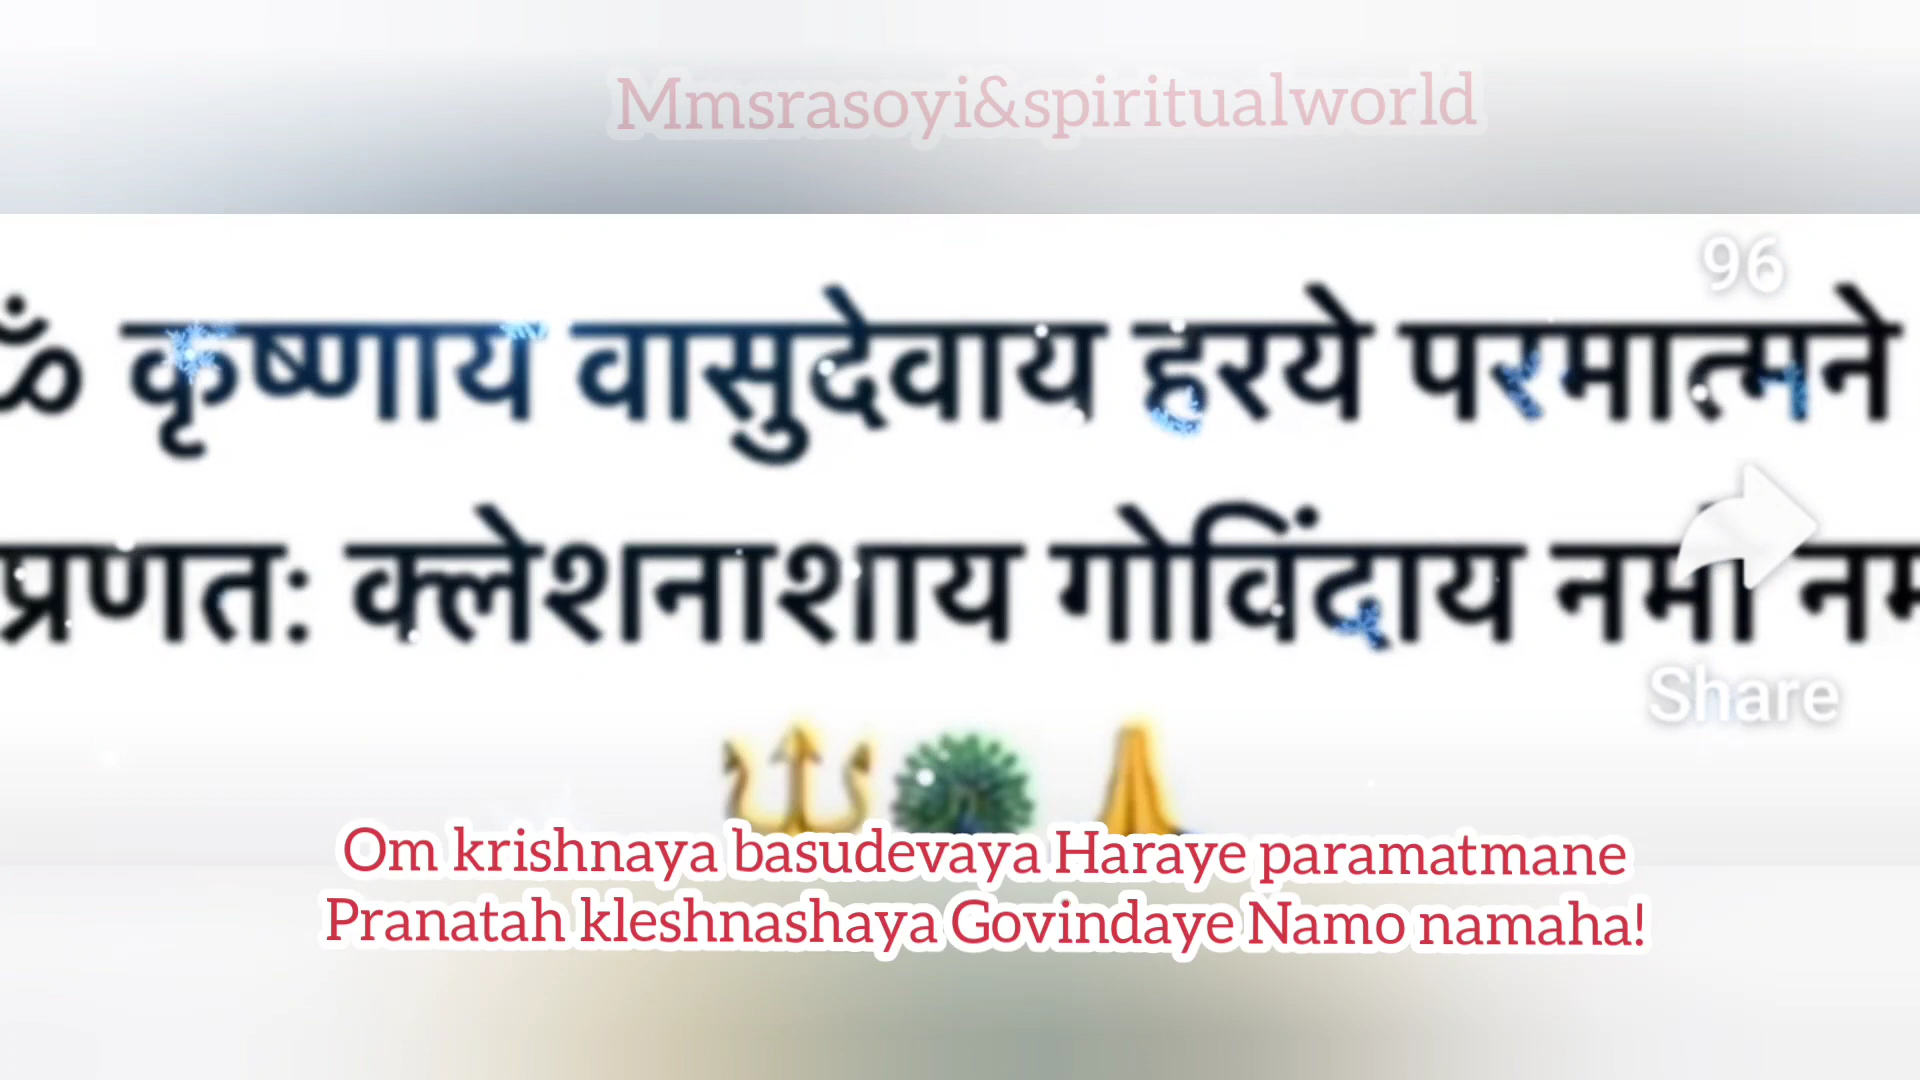 Mmsrasoyi&spiritualworld
96
ॐ कृष्णाय वासुदेवाय हरये परमात्मने
प्रणत: क्लेशनाशाय गोविंदाय नमो
Share
Om krishnaya basudevaya Haraye paramatmane
Pranatah kleshnashaya Govindaye Namo namaha!